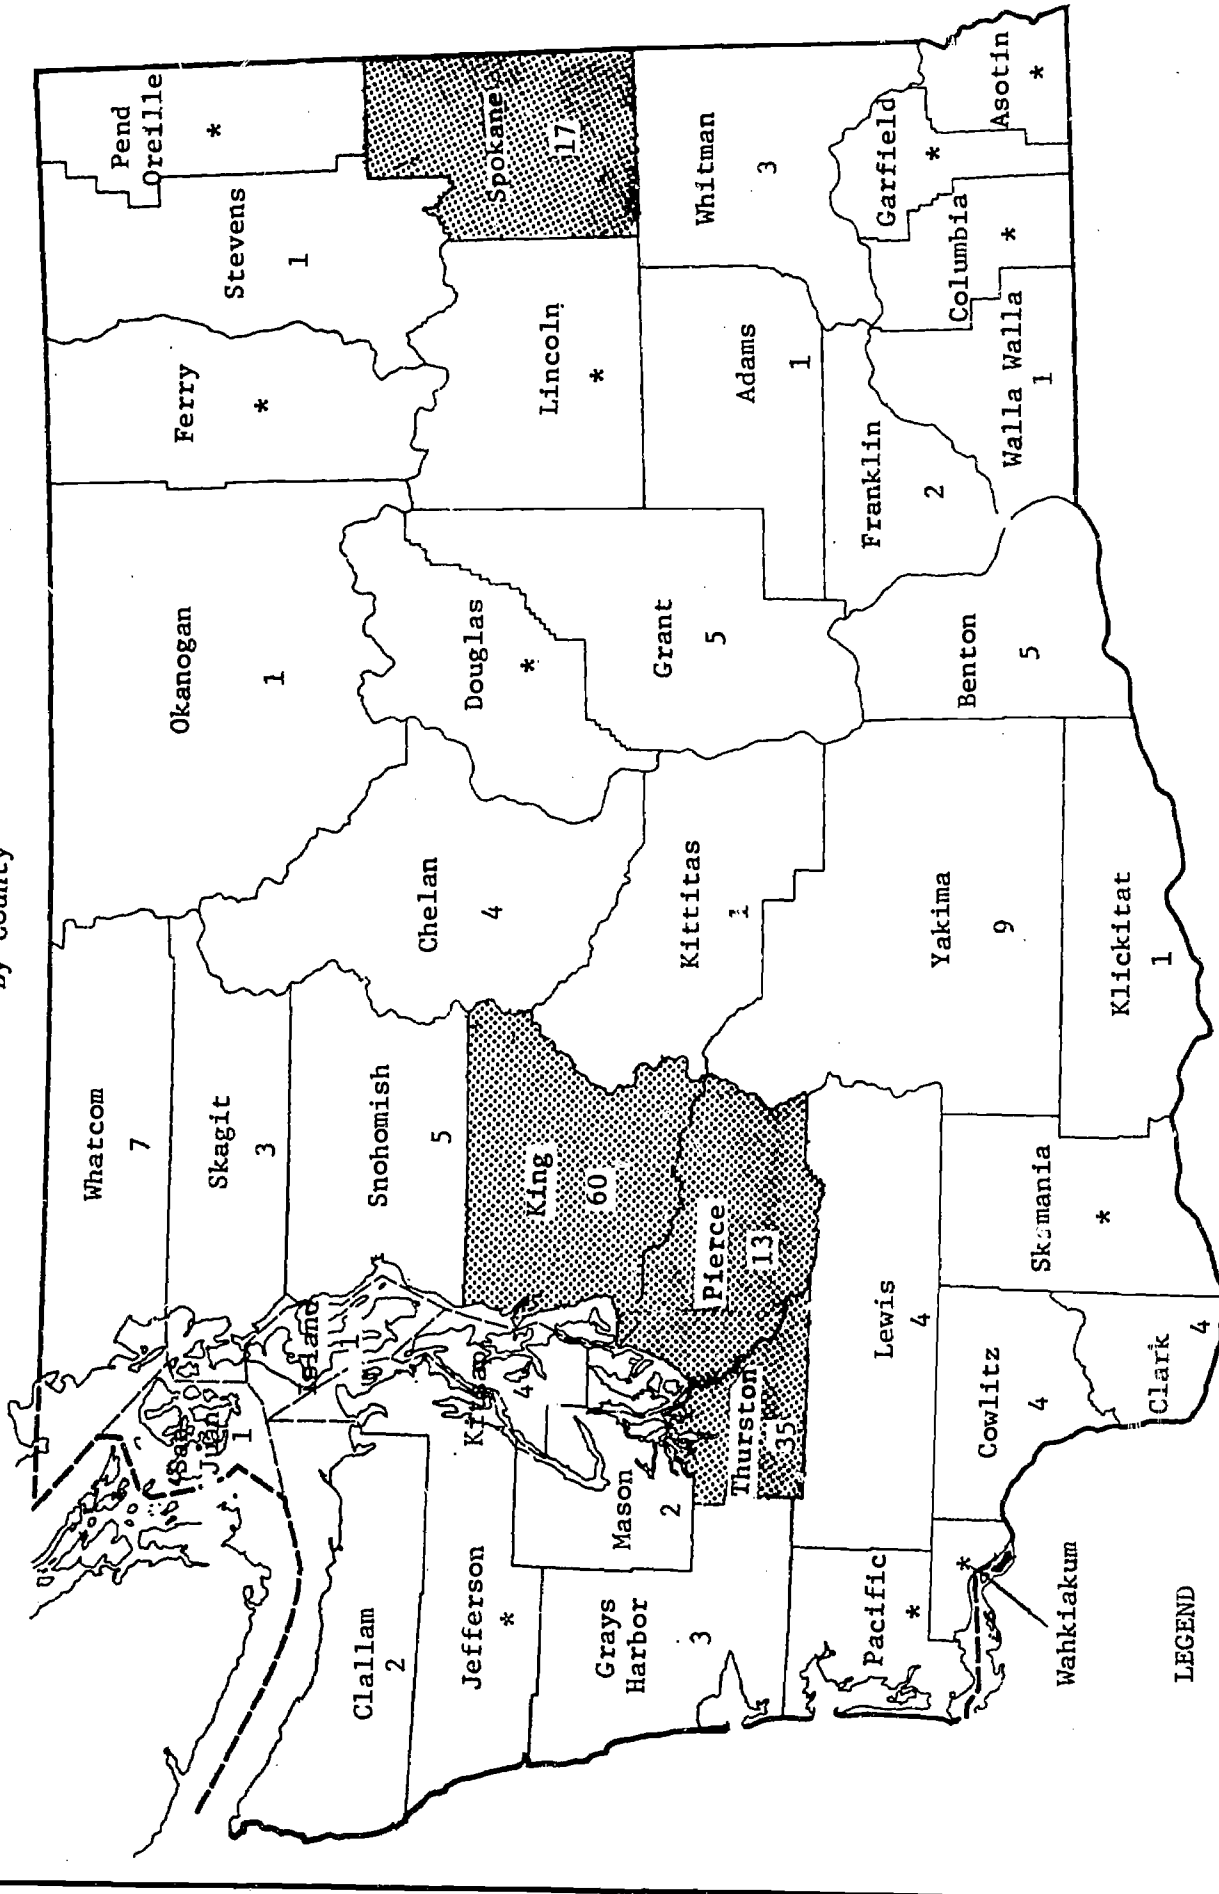 By County
Whatcom
7
Skagit
3
Snohomish
5
San
Juan
1
Island
1
Clallam
2
Jefferson
*
Kitsap
4
Mason
2
Grays
Harbor
3
King
60
Pierce
13
Thurston
35
Pacific
*
Lewis
4
*
Wahkiakum
Cowlitz
4
Clark
4
Skamania
*
Okanogan
1
Chelan
4
Douglas
*
Kittitas
1
Grant
5
Yakima
9
Klickitat
1
Benton
5
Ferry
*
Stevens
1
Pend
Oreille
*
Lincoln
*
Spokane
17
Adams
1
Whitman
3
Franklin
2
Walla Walla
1
Columbia
*
Garfield
*
Asotin
*
LEGEND